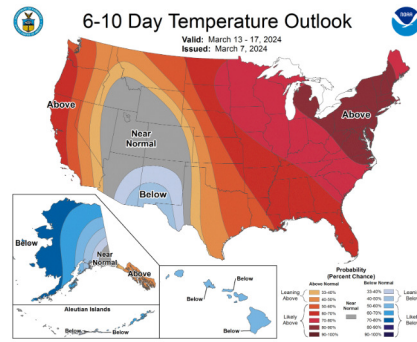 6-10 Day Temperature Outlook
Valid: March 13 - 17, 2024
Issued: March 7, 2024
Above
Near
Normal
Below
Above
Below
Near
Normal
Above
Aleutian Islands
Below
Below
Below
Below
Below
Probability
(Percent Chance)
Above Normal
Below Normal
Leaning
Above
Likely
Above
33-40%
40-50%
50-60%
60-70%
70-80%
80-90%
90-100%
Near
Normal
33-40%
40-50%
50-60%
60-70%
70-80%
80-90%
90-100%